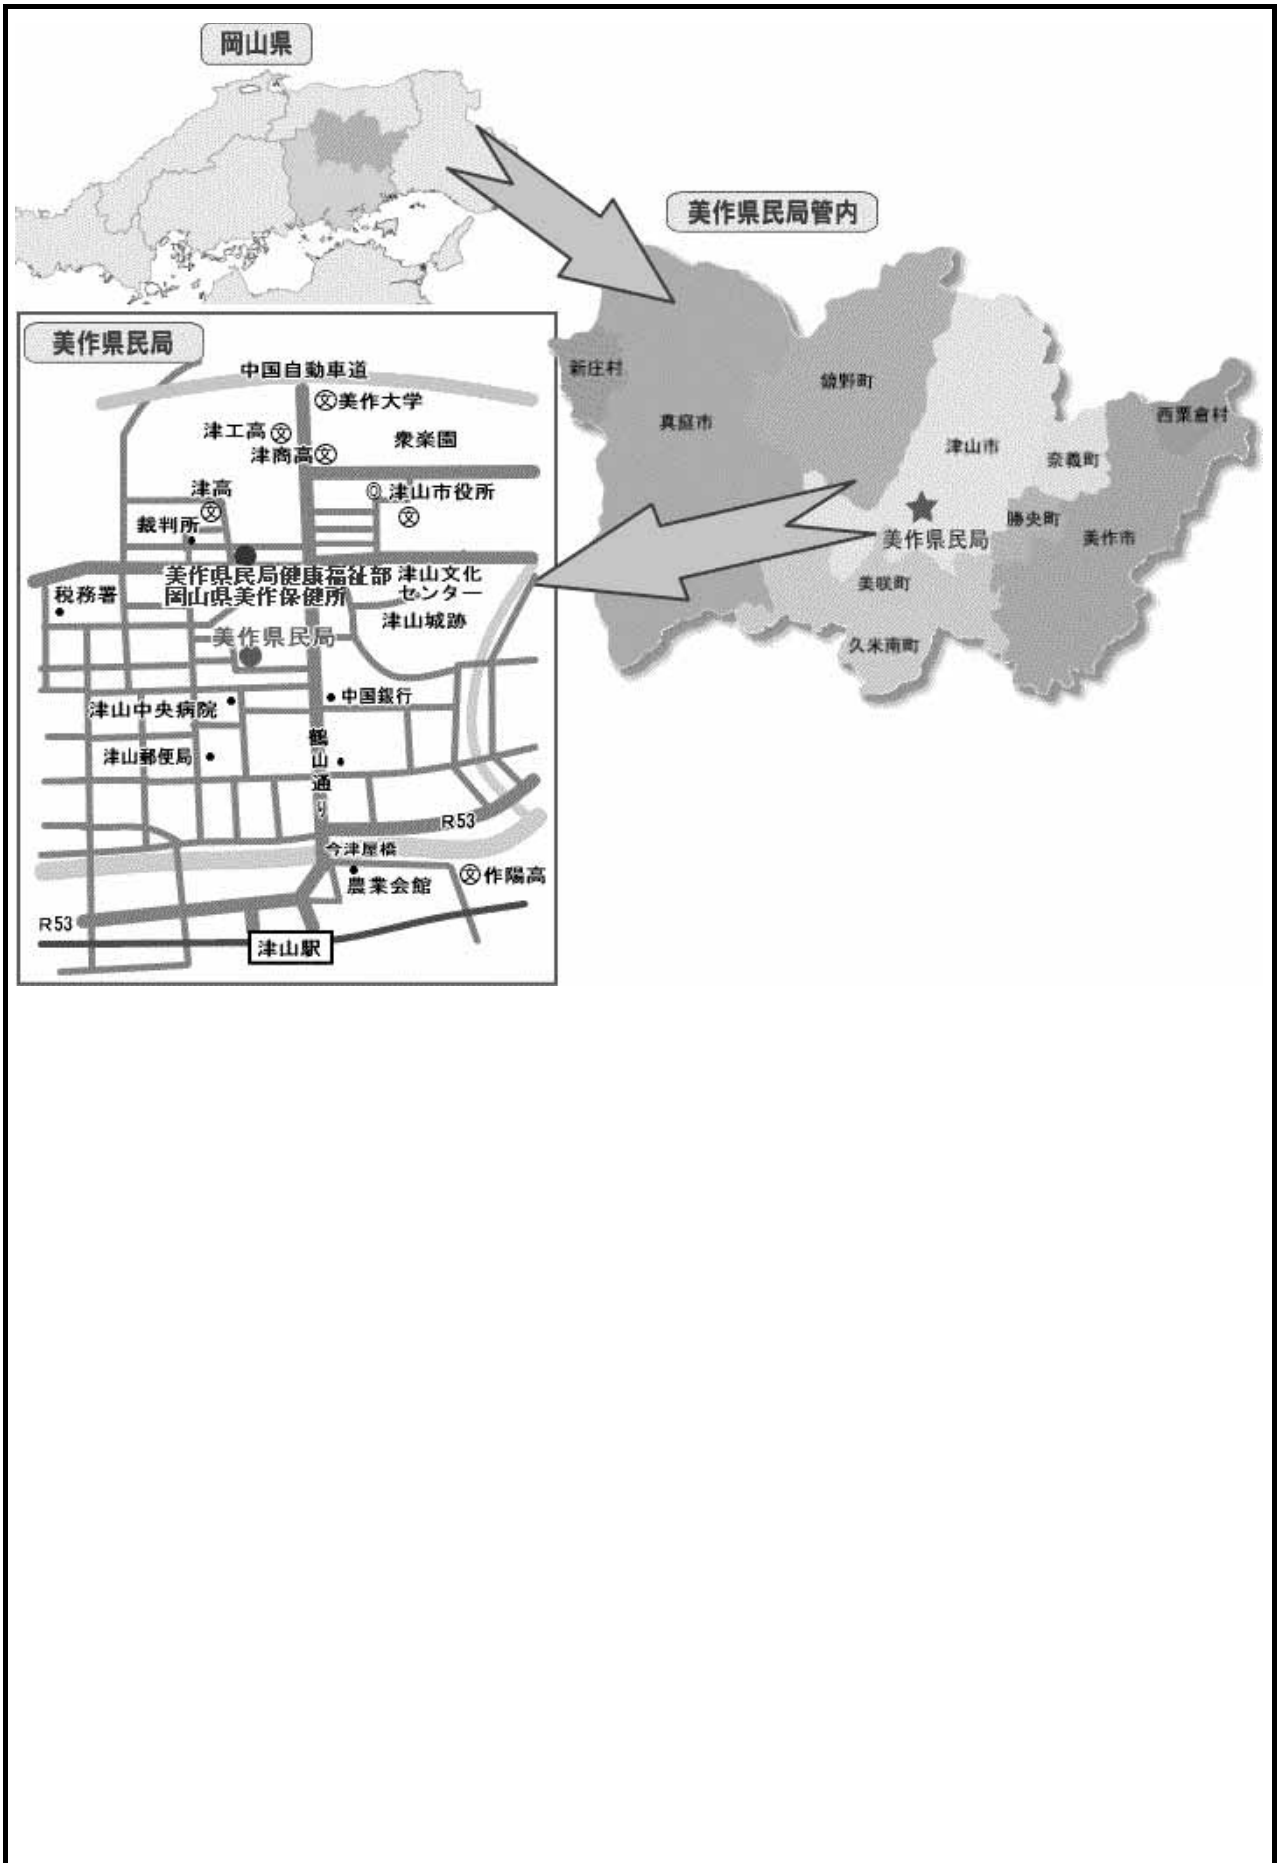 岡山県
美作県民局管内
新庄村
真庭市
鏡野町
津山市
奈義町
西粟倉村
勝央町
美作市
美作県民局
美咲町
久米南町
美作県民局
中国自動車道
文美作大学
津工高文
衆楽園
津商高文
津高
文
◎津山市役所
文
裁判所
美作県民局健康福祉部
岡山県美作保健所
津山文化
センター
税務署
津山城跡
美作県民局
津山中央病院
中国銀行
津山郵便局
鶴山通り
R53
今津屋橋
農業会館
文作陽高
R53
津山駅